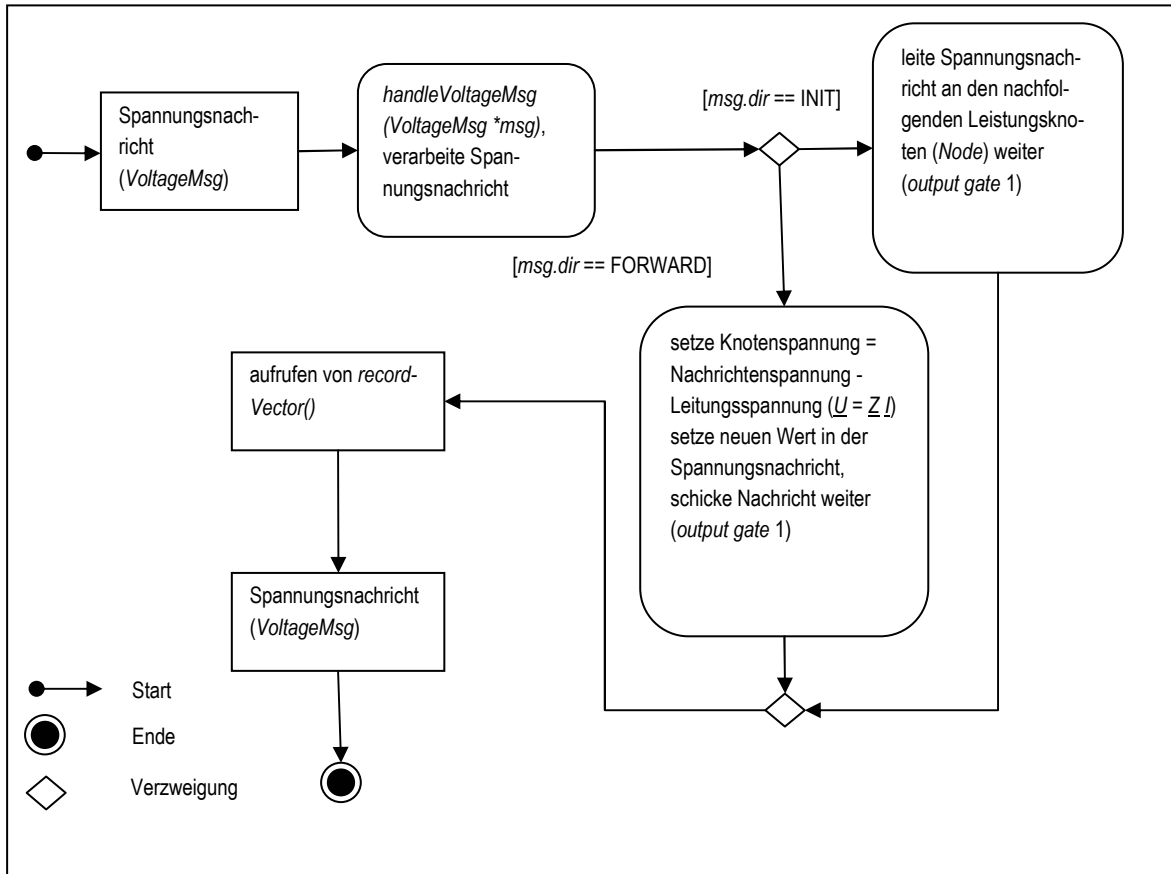 Spannungsnach-
richt
(VoltageMsg)
handleVoltageMsg
(VoltageMsg *msg),
verarbeite Span-
nungsnachricht
[msg.dir == INIT]
leite Spannungsnach-
richt an den nachfol-
genden Leistungskno-
ten (Node) weiter
(output gate 1)
[msg.dir == FORWARD]
setze Knotenspannung =
Nachrichtenspannung -
Leitungsspannung (U = Z I)
setze neuen Wert in der
Spannungsnachricht,
schicke Nachricht weiter
(output gate 1)
aufrufen von record-
Vector()
Spannungsnachricht
(VoltageMsg)
Start
Ende
Verzweigung